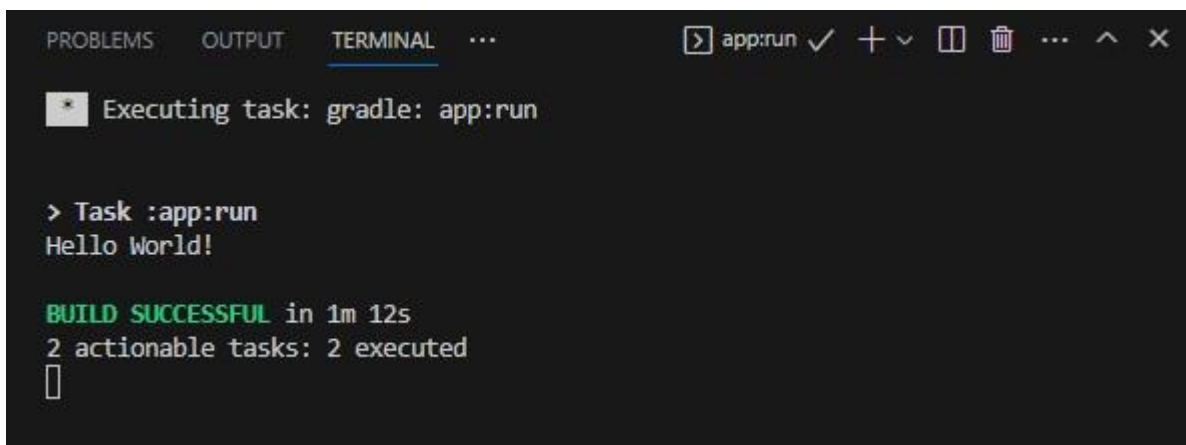 PROBLEMS OUTPUT TERMINAL ··· app:run
* Executing task: gradle: app:run
> Task :app:run
Hello World!
BUILD SUCCESSFUL in 1m 12s
2 actionable tasks: 2 executed